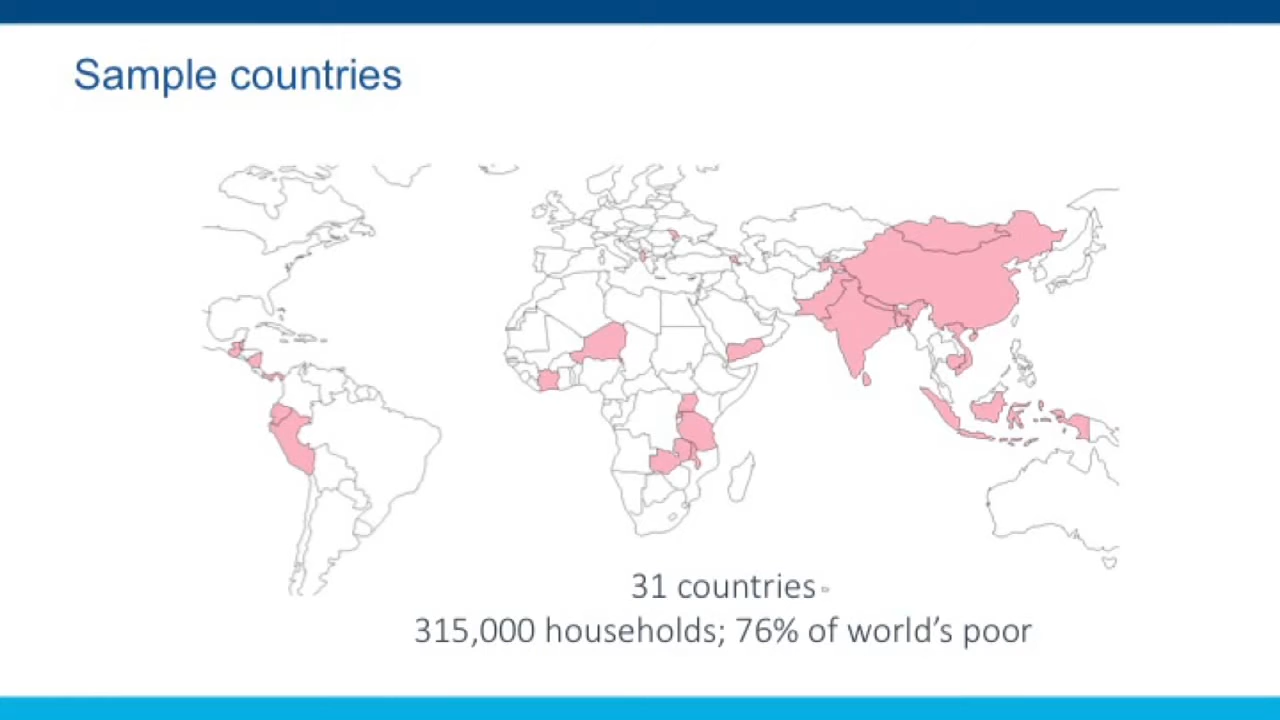 Sample countries
31 countries
315,000 households; 76% of world's poor